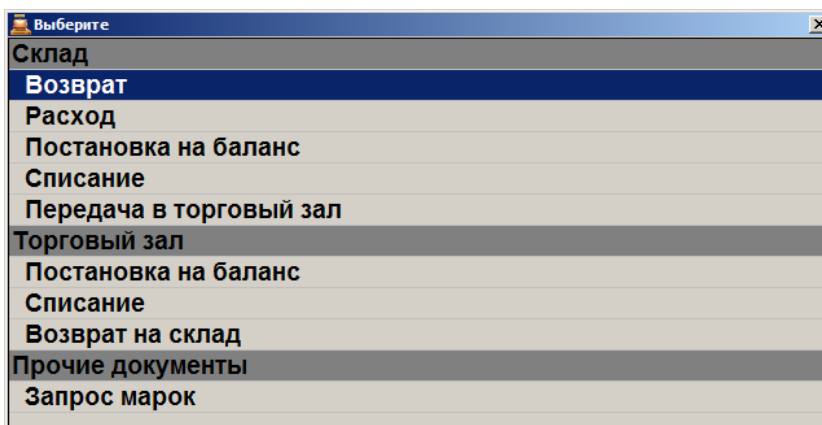 Выберите
Склад
Возврат
Расход
Постановка на баланс
Списание
Передача в торговый зал
Торговый зал
Постановка на баланс
Списание
Возврат на склад
Прочие документы
Запрос марок